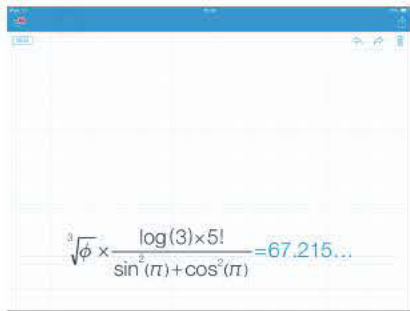 ∛ϕ × log(3)×5! / sin²(π)+cos²(π) =67.215...